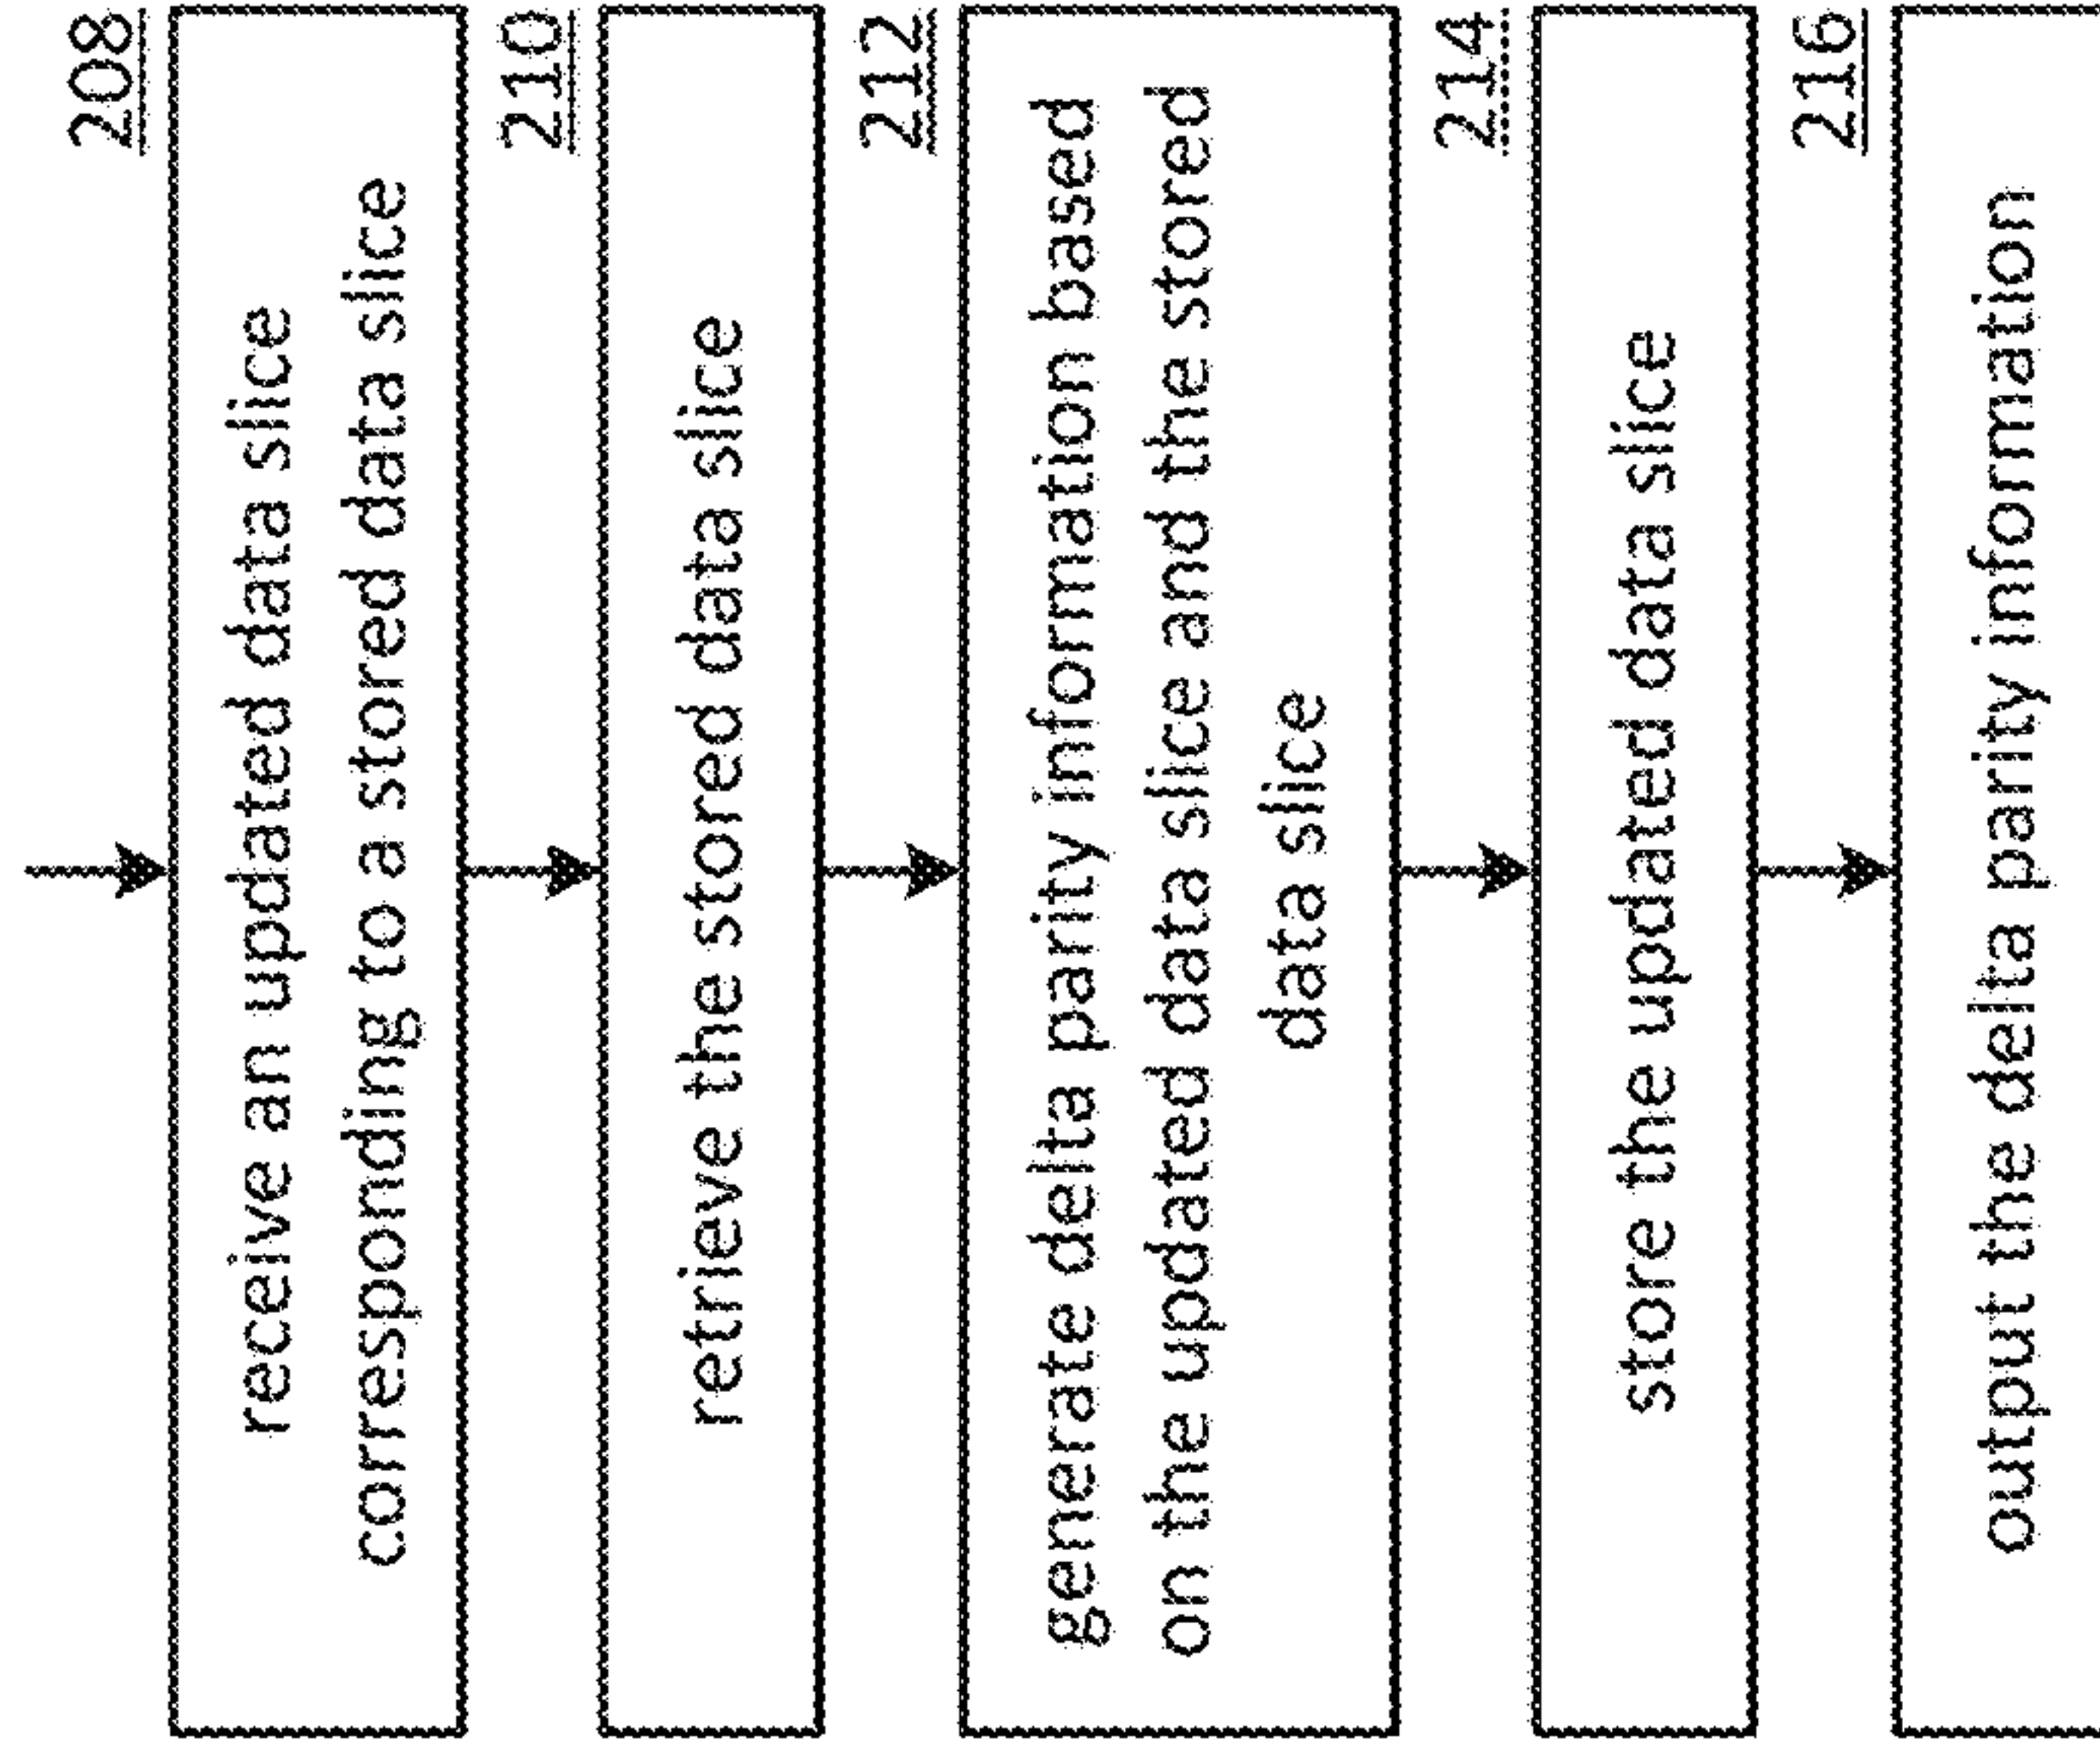 208
receive an updated data slice
corresponding to a stored data slice
210
retrieve the stored data slice
212
generate delta parity information based
on the updated data slice and the stored
data slice
214
store the updated data slice
216
output the delta parity information